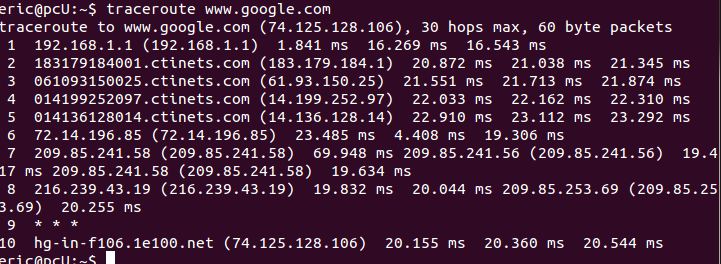 eric@pcU:~$ traceroute www.google.com
traceroute to www.google.com (74.125.128.106), 30 hops max, 60 byte packets
1 192.168.1.1 (192.168.1.1) 1.841 ms 16.269 ms 16.543 ms
2 183179184001.ctinets.com (183.179.184.1) 20.872 ms 21.038 ms 21.345 ms
3 061093150025.ctinets.com (61.93.150.25) 21.551 ms 21.713 ms 21.874 ms
4 014199252097.ctinets.com (14.199.252.97) 22.033 ms 22.162 ms 22.310 ms
5 014136128014.ctinets.com (14.136.128.14) 22.910 ms 23.112 ms 23.292 ms
6 72.14.196.85 (72.14.196.85) 23.485 ms 4.408 ms 19.306 ms
7 209.85.241.58 (209.85.241.58) 69.948 ms 209.85.241.56 (209.85.241.56) 19.4
17 ms 209.85.241.58 (209.85.241.58) 19.634 ms
8 216.239.43.19 (216.239.43.19) 19.832 ms 20.044 ms 209.85.253.69 (209.85.25
3.69) 20.255 ms
9 * * *
10 hg-in-f106.1e100.net (74.125.128.106) 20.155 ms 20.360 ms 20.544 ms
eric@pcU:~$